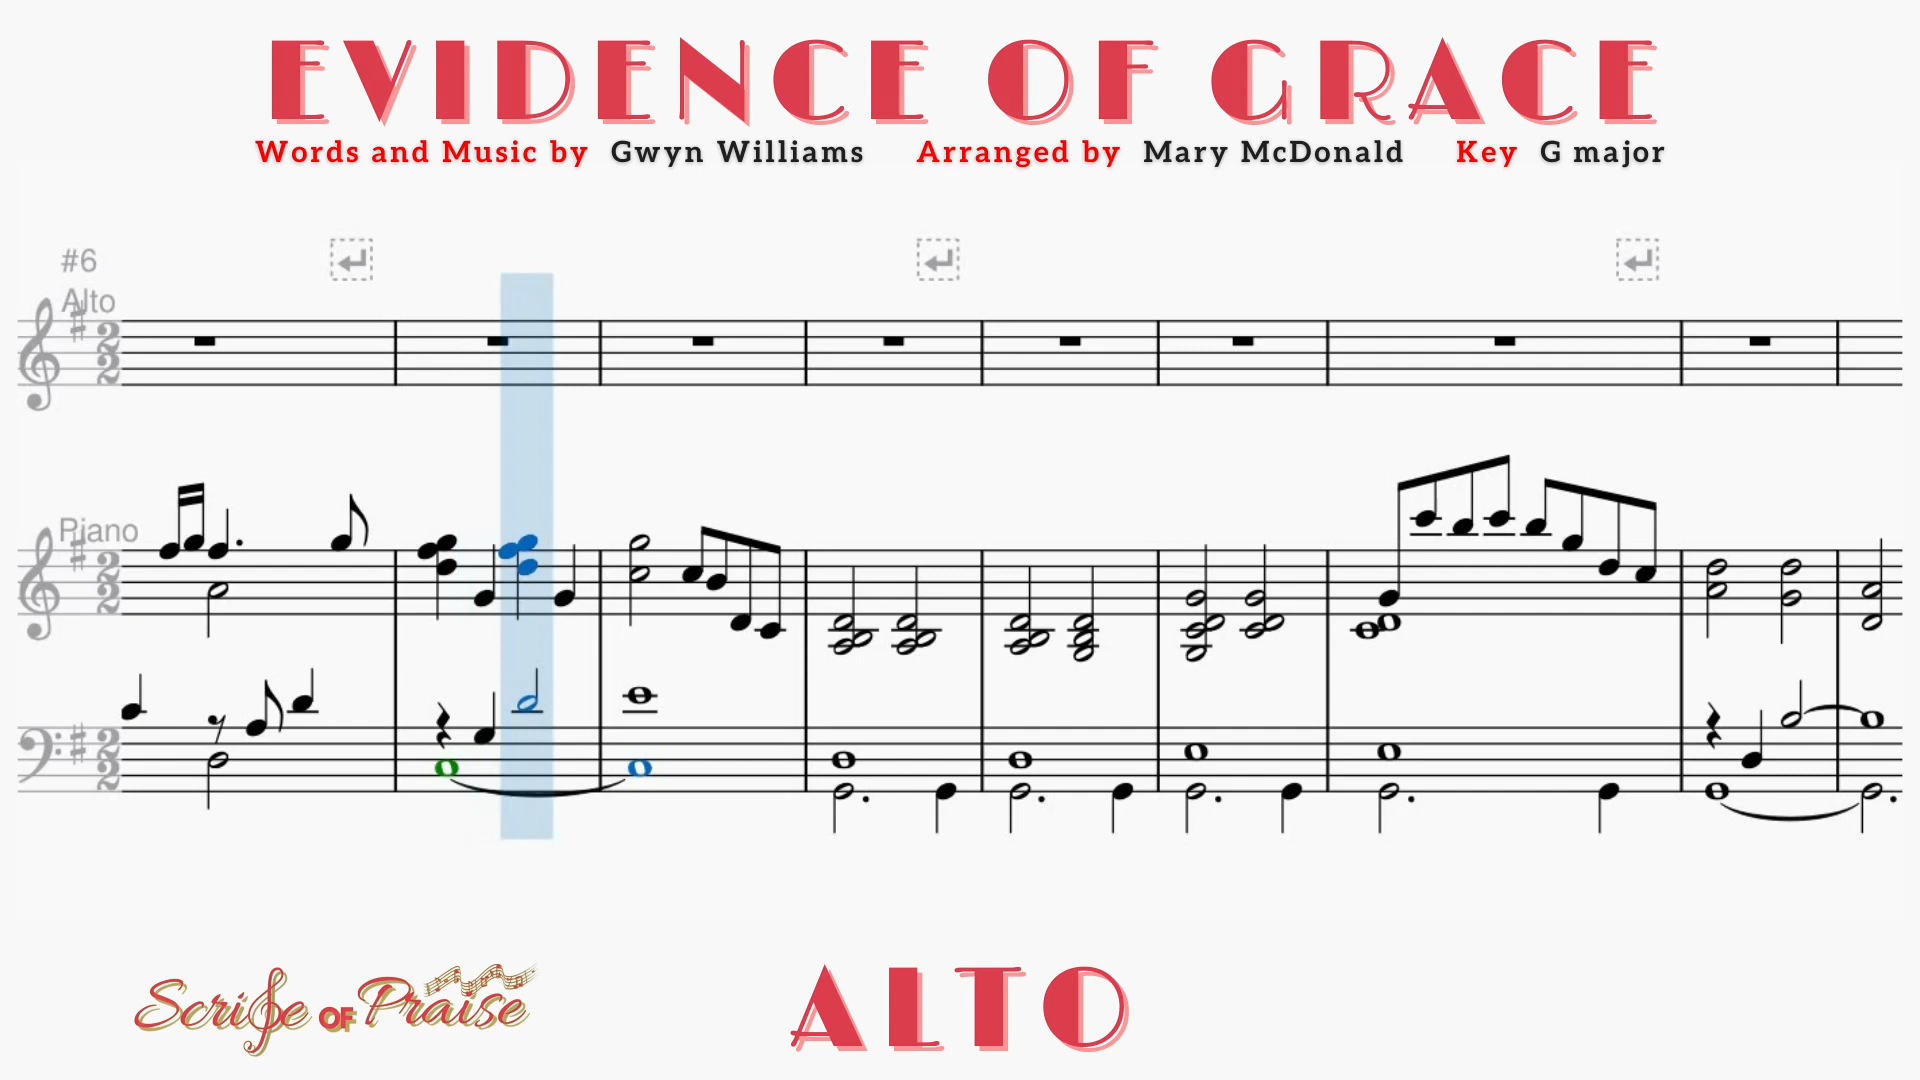 EVIDENCE OF GRACE
Words and Music by Gwyn Williams Arranged by Mary McDonald Key G major
#6
Alto
Piano
Scribe OF Praise
ALTO